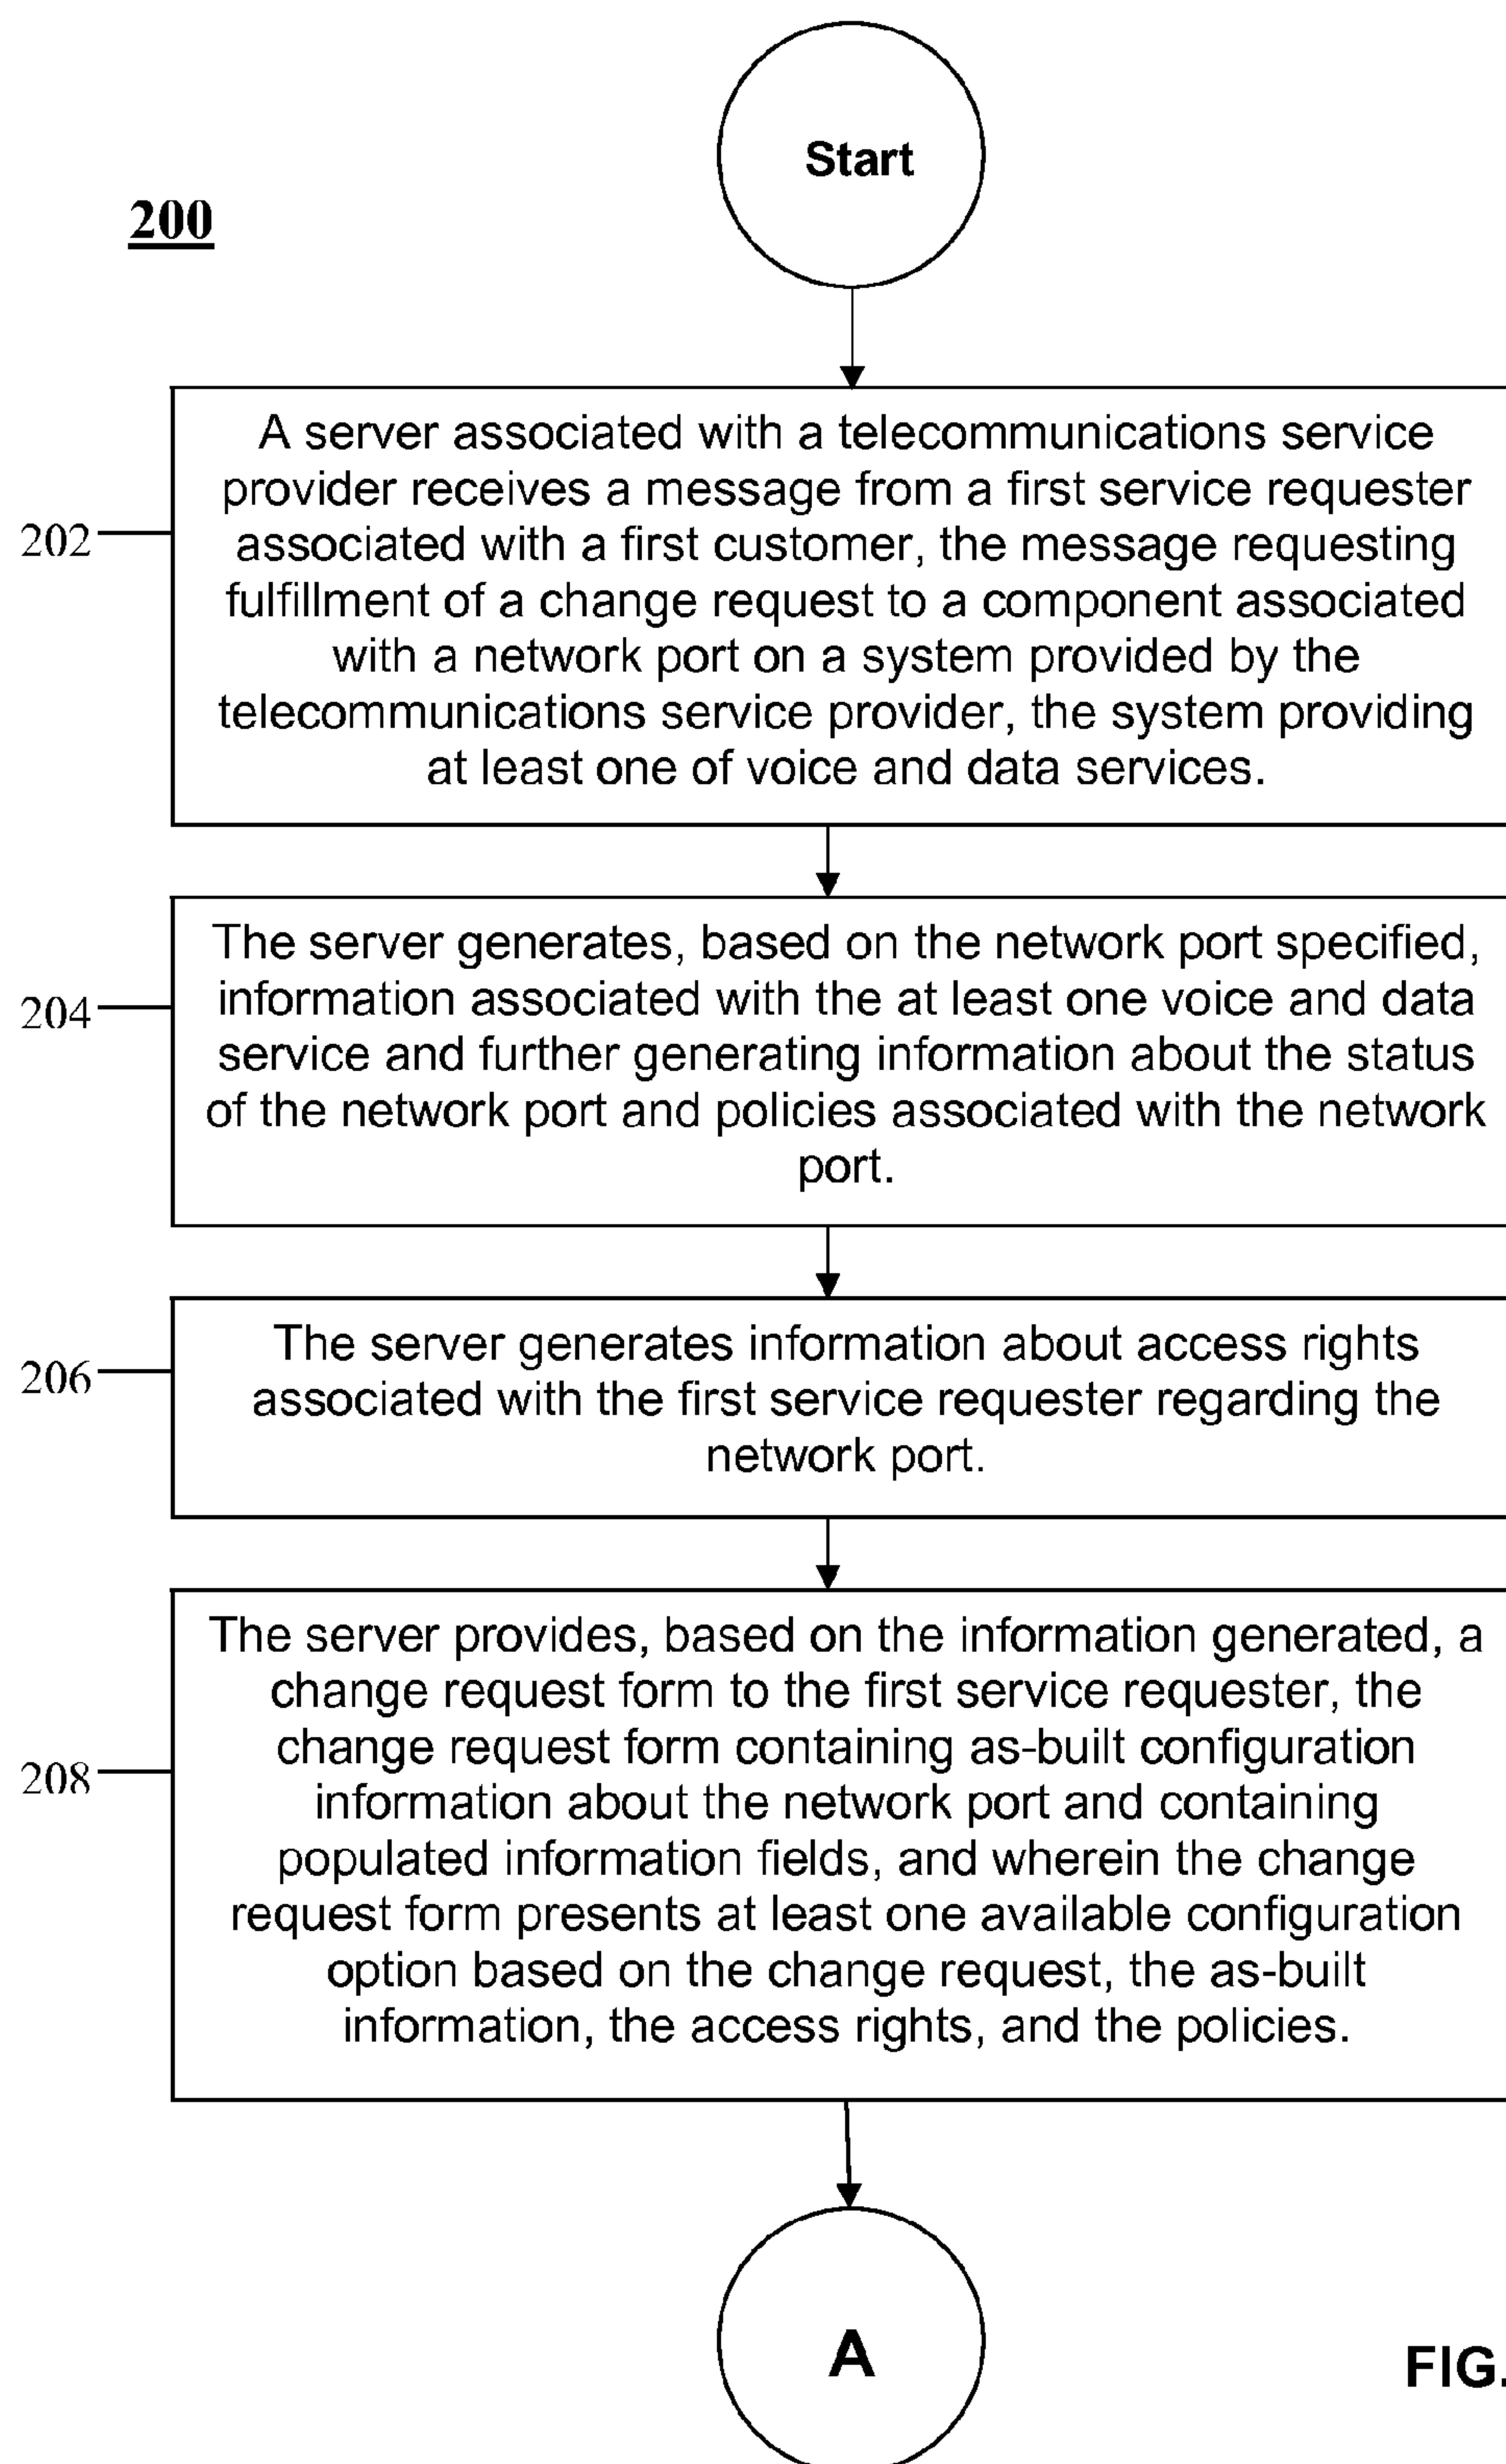 Start
200
A server associated with a telecommunications service
provider receives a message from a first service requester
associated with a first customer, the message requesting
fulfillment of a change request to a component associated
with a network port on a system provided by the
telecommunications service provider, the system providing
at least one of voice and data services.
202
The server generates, based on the network port specified,
information associated with the at least one voice and data
service and further generating information about the status
of the network port and policies associated with the network
port.
204
The server generates information about access rights
associated with the first service requester regarding the
network port.
206
The server provides, based on the information generated, a
change request form to the first service requester, the
change request form containing as-built configuration
information about the network port and containing
populated information fields, and wherein the change
request form presents at least one available configuration
option based on the change request, the as-built
information, the access rights, and the policies.
208
A
FIG.